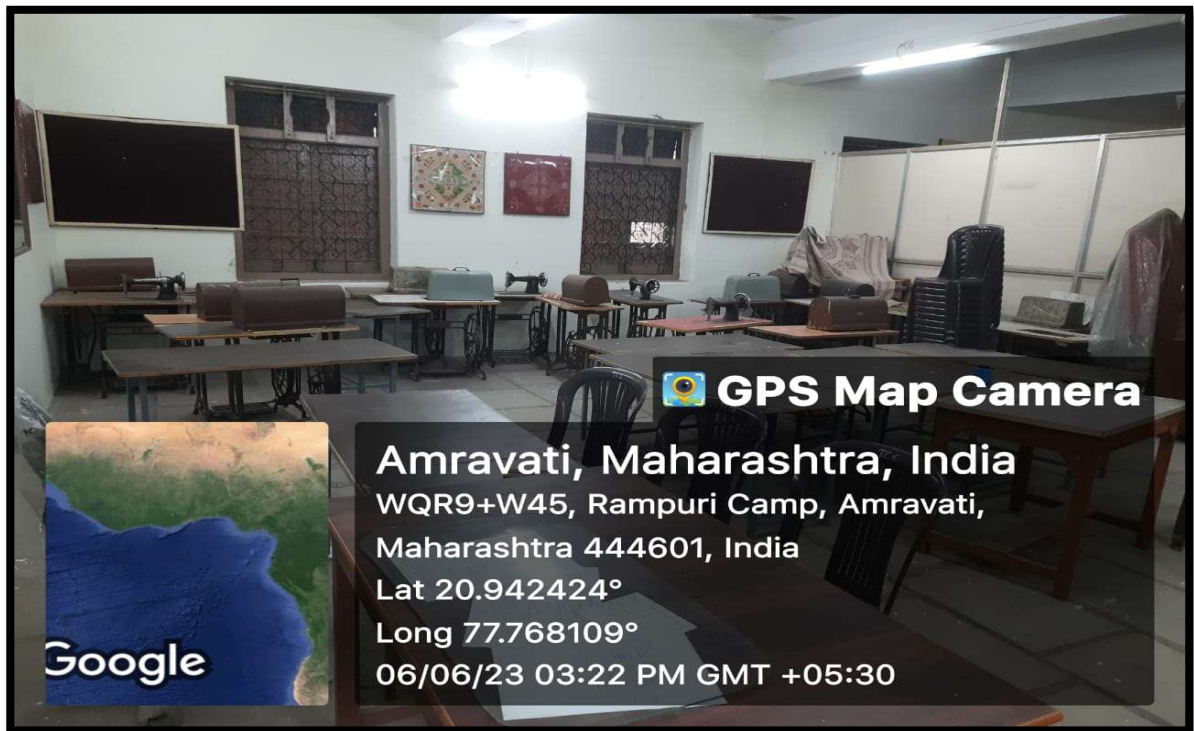 GPS Map Camera
Amravati, Maharashtra, India
WQR9+W45, Rampuri Camp, Amravati,
Maharashtra 444601, India
Lat 20.942424°
Long 77.768109°
06/06/23 03:22 PM GMT +05:30
Google